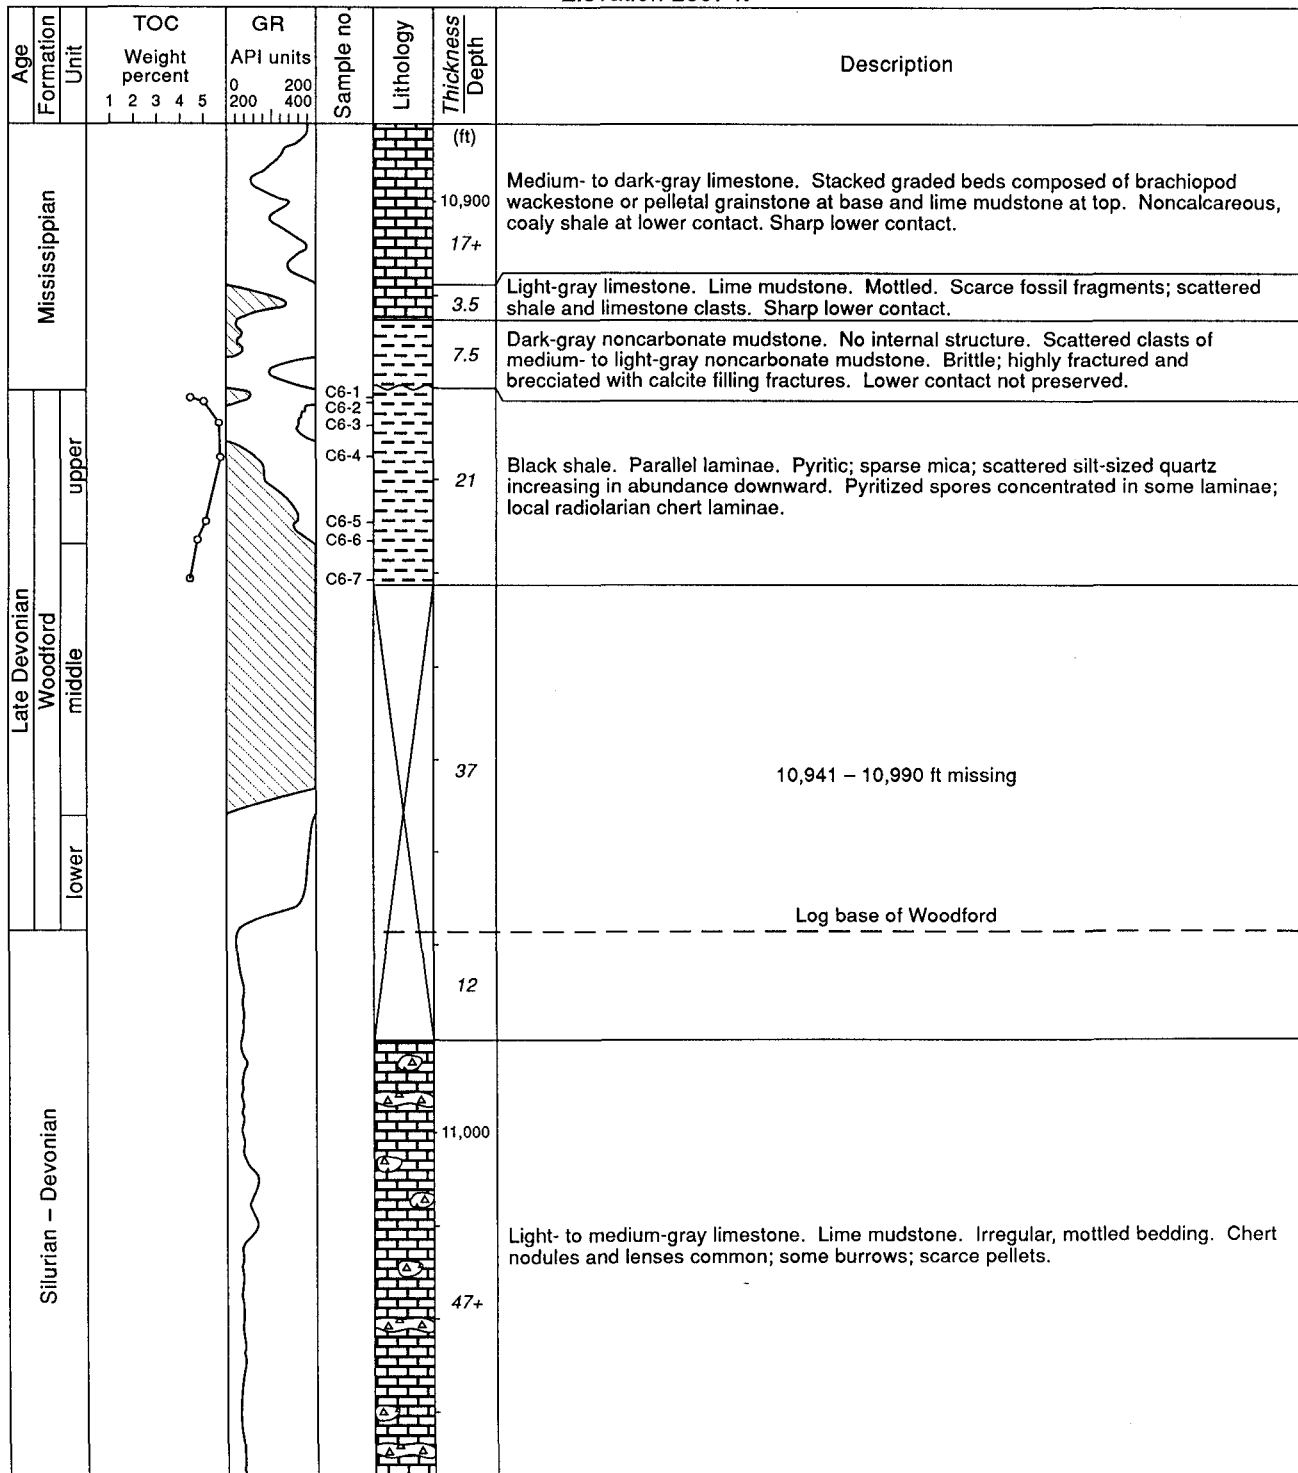 Age
Formation
Unit
TOC
Weight
percent
1 2 3 4 5
GR
API units
0 200
200 400
Sample no.
Lithology
Thickness
Depth
Description
(ft)
Mississippian
10,900
17+
Medium- to dark-gray limestone. Stacked graded beds composed of brachiopod
wackestone or pelletal grainstone at base and lime mudstone at top. Noncalcareous,
coaly shale at lower contact. Sharp lower contact.
3.5
Light-gray limestone. Lime mudstone. Mottled. Scarce fossil fragments; scattered
shale and limestone clasts. Sharp lower contact.
7.5
Dark-gray noncarbonate mudstone. No internal structure. Scattered clasts of
medium- to light-gray noncarbonate mudstone. Brittle; highly fractured and
brecciated with calcite filling fractures. Lower contact not preserved.
Late Devonian
Woodford
upper
C6-1
C6-2
C6-3
C6-4
C6-5
C6-6
C6-7
21
Black shale. Parallel laminae. Pyritic; sparse mica; scattered silt-sized quartz
increasing in abundance downward. Pyritized spores concentrated in some laminae;
local radiolarian chert laminae.
middle
37
10,941 – 10,990 ft missing
lower
Log base of Woodford
12
Silurian – Devonian
11,000
47+
Light- to medium-gray limestone. Lime mudstone. Irregular, mottled bedding. Chert
nodules and lenses common; some burrows; scarce pellets.